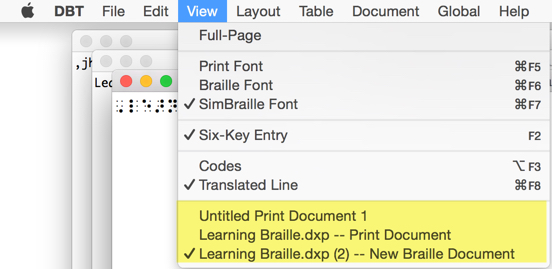 DBT File Edit View Layout Table Document Global Help
Full-Page
,j
Print Font ⌘F5
Braille Font ⌘F6
✓ SimBraille Font ⌘F7
✓ Six-Key Entry F2
Codes ⌥F3
✓ Translated Line ⌘F8
Untitled Print Document 1
Learning Braille.dxp -- Print Document
✓ Learning Braille.dxp (2) -- New Braille Document